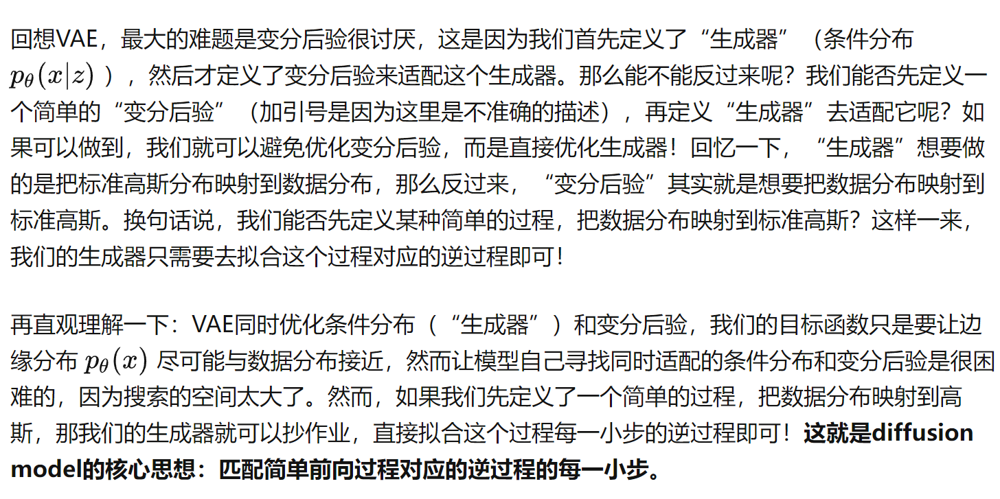 回想VAE，最大的难题是变分后验很讨厌，这是因为我们首先定义了“生成器”（条件分布
pθ(x|z) ），然后才定义了变分后验来适配这个生成器。那么能不能反过来呢？我们能否先定义一
个简单的“变分后验”（加引号是因为这里是不准确的描述），再定义“生成器”去适配它呢？如
果可以做到，我们就可以避免优化变分后验，而是直接优化生成器！回忆一下，“生成器”想要做
的是把标准高斯分布映射到数据分布，那么反过来，“变分后验”其实就是想要把数据分布映射到
标准高斯。换句话说，我们能否先定义某种简单的过程，把数据分布映射到标准高斯？这样一来，
我们的生成器只需要去拟合这个过程对应的逆过程即可！
再直观理解一下：VAE同时优化条件分布（“生成器”）和变分后验，我们的目标函数只是要让边
缘分布 pθ(x) 尽可能与数据分布接近，然而让模型自己寻找同时适配的条件分布和变分后验是很困
难的，因为搜索的空间太大了。然而，如果我们先定义了一个简单的过程，把数据分布映射到高
斯，那我们的生成器就可以抄作业，直接拟合这个过程每一小步的逆过程即可！这就是diffusion
model的核心思想：匹配简单前向过程对应的逆过程的每一小步。